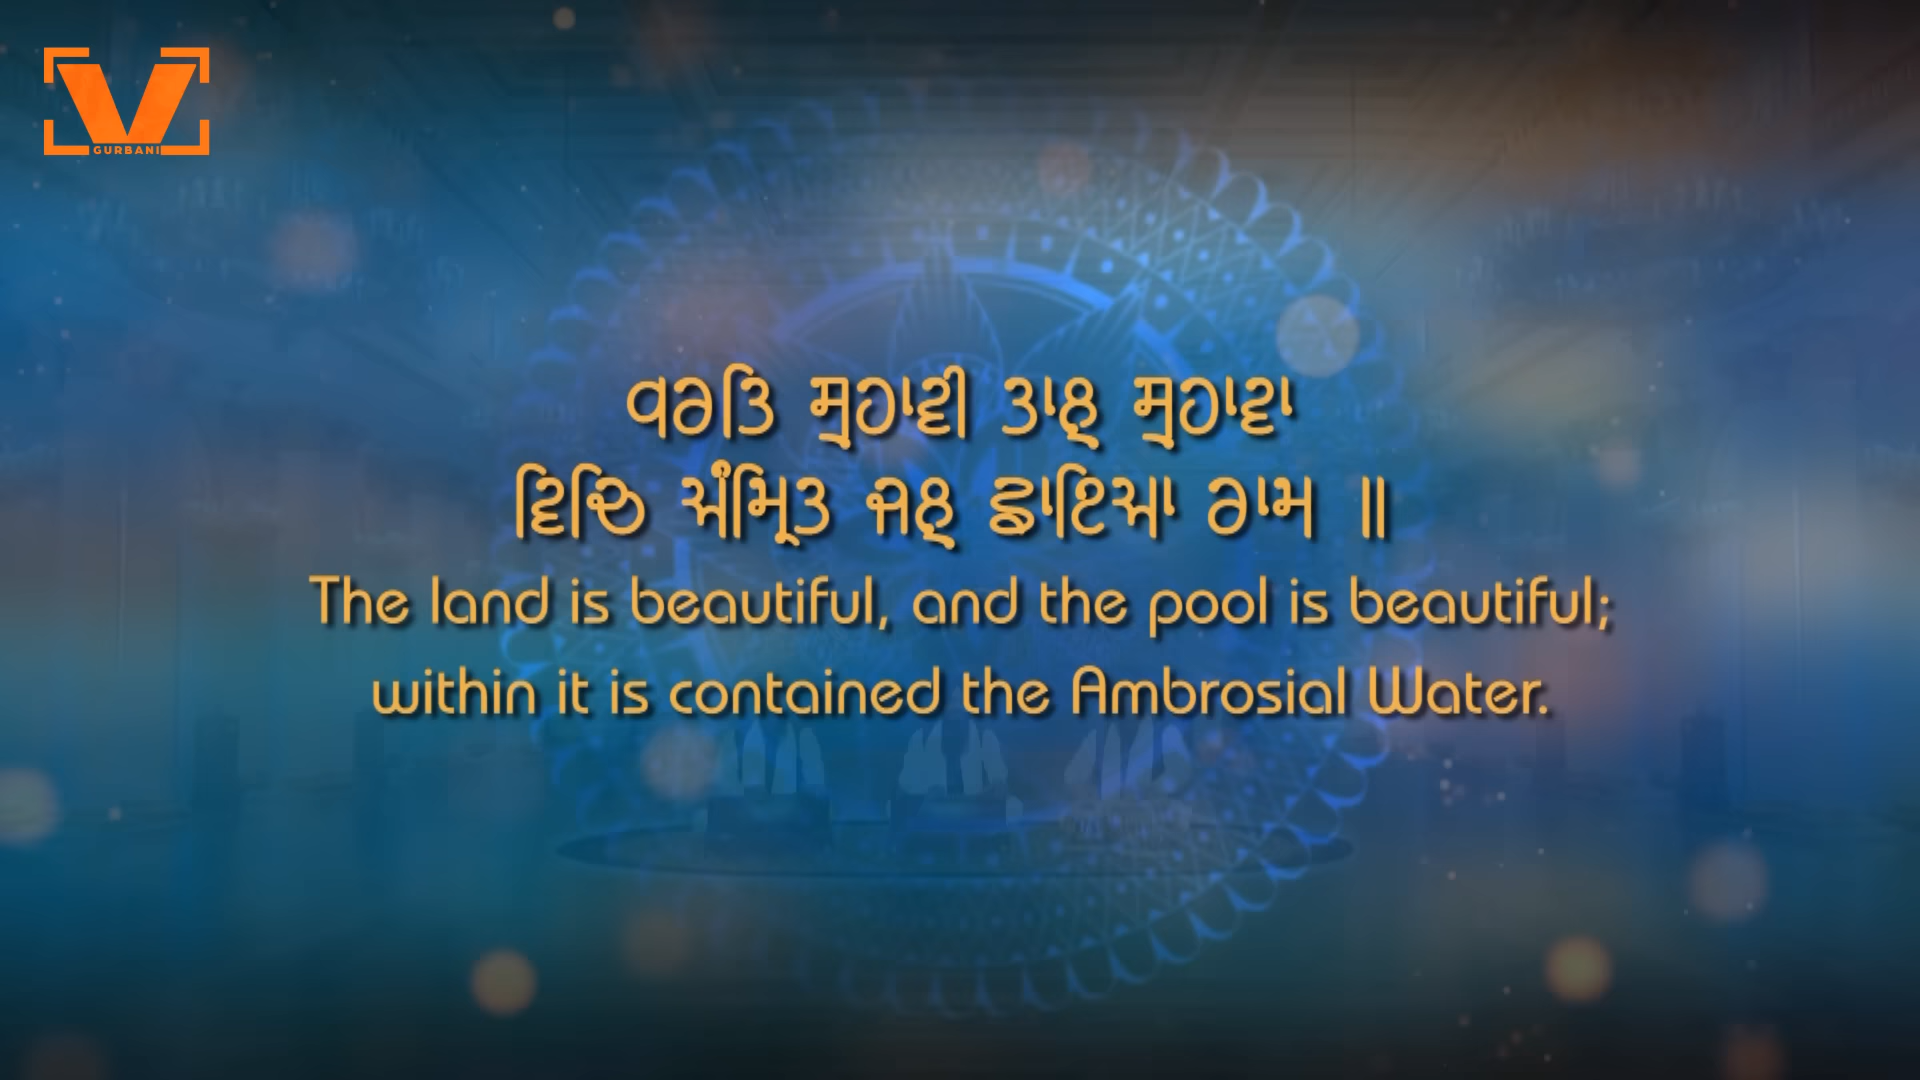 V
GURBANI
ਧਰਤਿ ਸੁਹਾਵੀ ਤਾਲੁ ਸੁਹਾਵਾ
ਵਿਚਿ ਅੰਮ੍ਰਿਤ ਜਲੁ ਛਾਇਆ ਰਾਮ ॥
The land is beautiful, and the pool is beautiful;
within it is contained the Ambrosial Water.